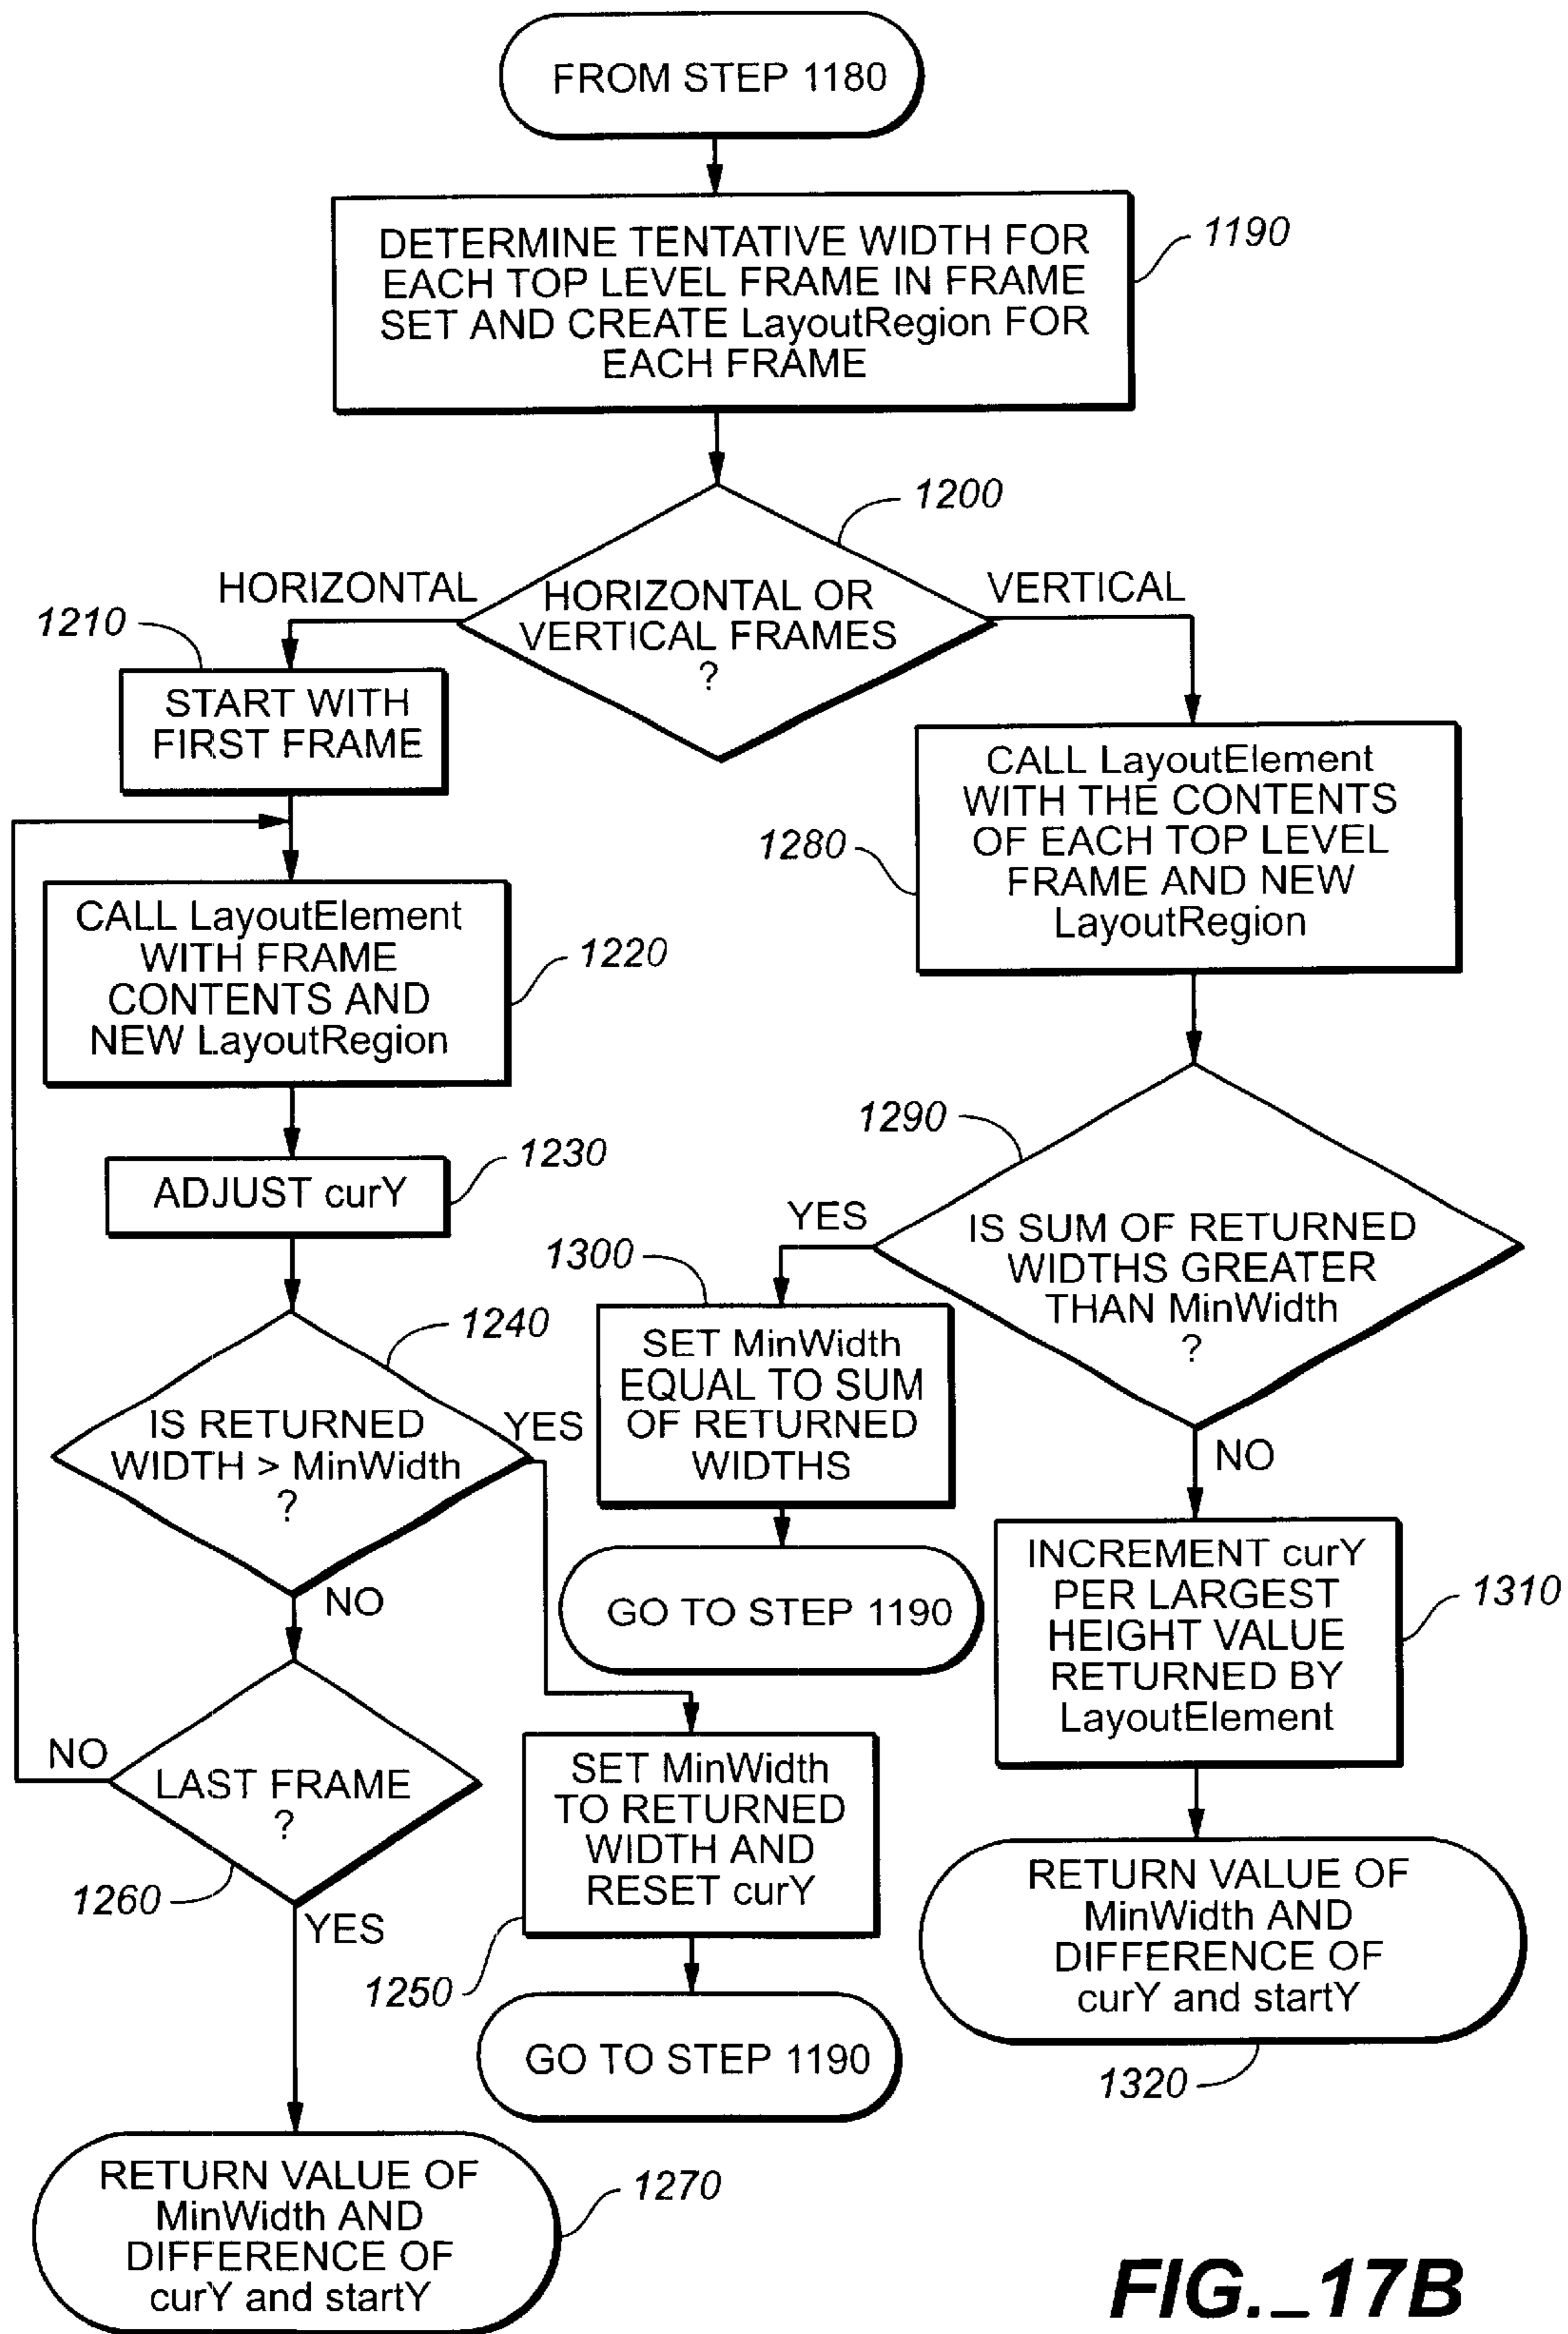 FROM STEP 1180
DETERMINE TENTATIVE WIDTH FOR
EACH TOP LEVEL FRAME IN FRAME
SET AND CREATE LayoutRegion FOR
EACH FRAME
1190
1200
HORIZONTAL OR
VERTICAL FRAMES
?
HORIZONTAL
VERTICAL
1210
START WITH
FIRST FRAME
CALL LayoutElement
WITH FRAME
CONTENTS AND
NEW LayoutRegion
1220
ADJUST curY
1230
1240
IS RETURNED
WIDTH > MinWidth
?
YES
NO
LAST FRAME
?
NO
1260
YES
RETURN VALUE OF
MinWidth AND
DIFFERENCE OF
curY and startY
1270
SET MinWidth
TO RETURNED
WIDTH AND
RESET curY
1250
GO TO STEP 1190
CALL LayoutElement
WITH THE CONTENTS
OF EACH TOP LEVEL
FRAME AND NEW
LayoutRegion
1280
1290
IS SUM OF RETURNED
WIDTHS GREATER
THAN MinWidth
?
YES
1300
SET MinWidth
EQUAL TO SUM
OF RETURNED
WIDTHS
GO TO STEP 1190
NO
INCREMENT curY
PER LARGEST
HEIGHT VALUE
RETURNED BY
LayoutElement
1310
RETURN VALUE OF
MinWidth AND
DIFFERENCE OF
curY and startY
1320
FIG._17B